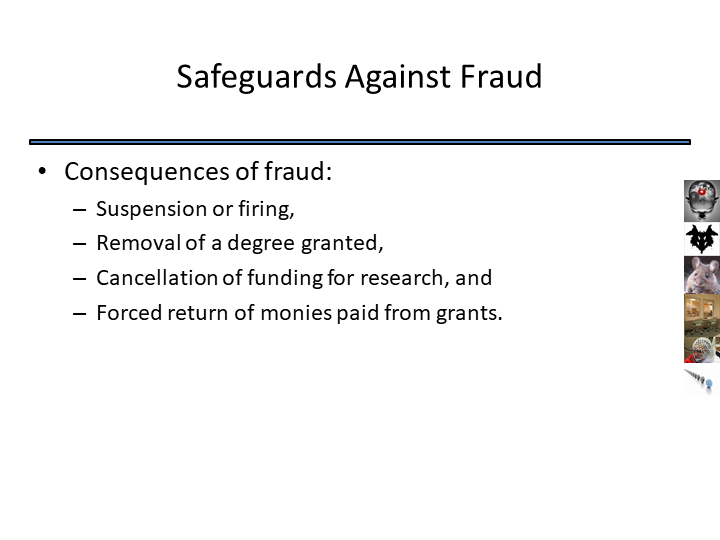 Safeguards Against Fraud
• Consequences of fraud:
– Suspension or firing,
– Removal of a degree granted,
– Cancellation of funding for research, and
– Forced return of monies paid from grants.